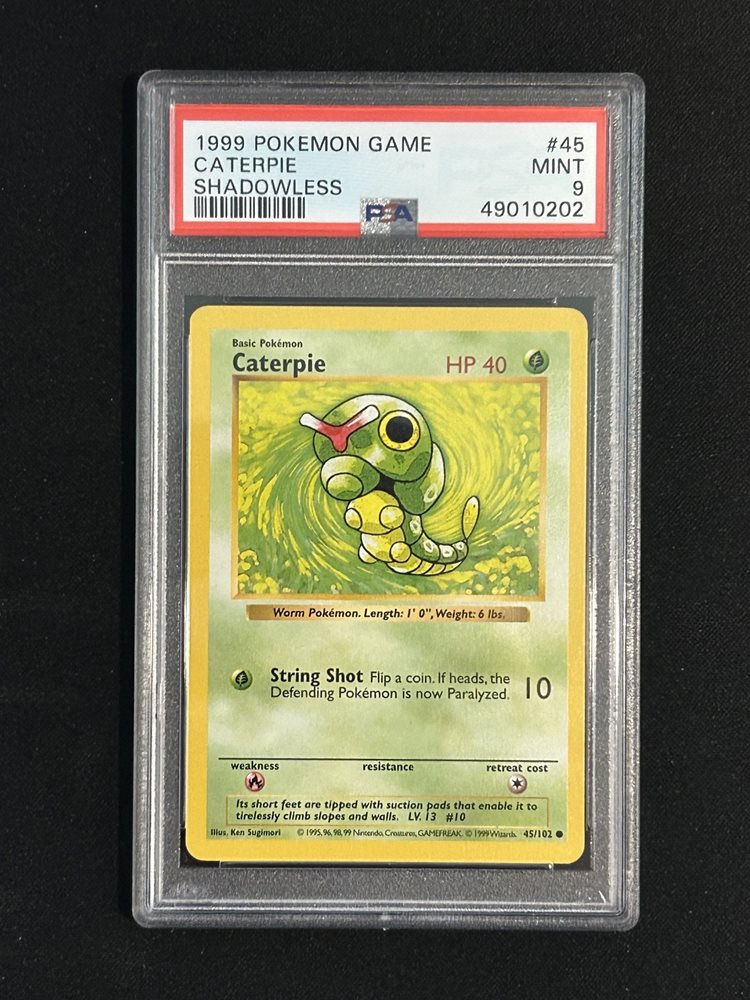 1999 POKEMON GAME #45
CATERPIE MINT
SHADOWLESS 9
PSA 49010202
Basic Pokémon
Caterpie HP 40
Worm Pokémon. Length: 1' 0", Weight: 6 lbs.
String Shot Flip a coin. If heads, the
Defending Pokémon is now Paralyzed. 10
weakness resistance retreat cost
Its short feet are tipped with suction pads that enable it to
tirelessly climb slopes and walls. LV. 13 #10
Illus. Ken Sugimori © 1995, 96, 98, 99 Nintendo, Creatures, GAMEFREAK. © 1999 Wizards. 45/102